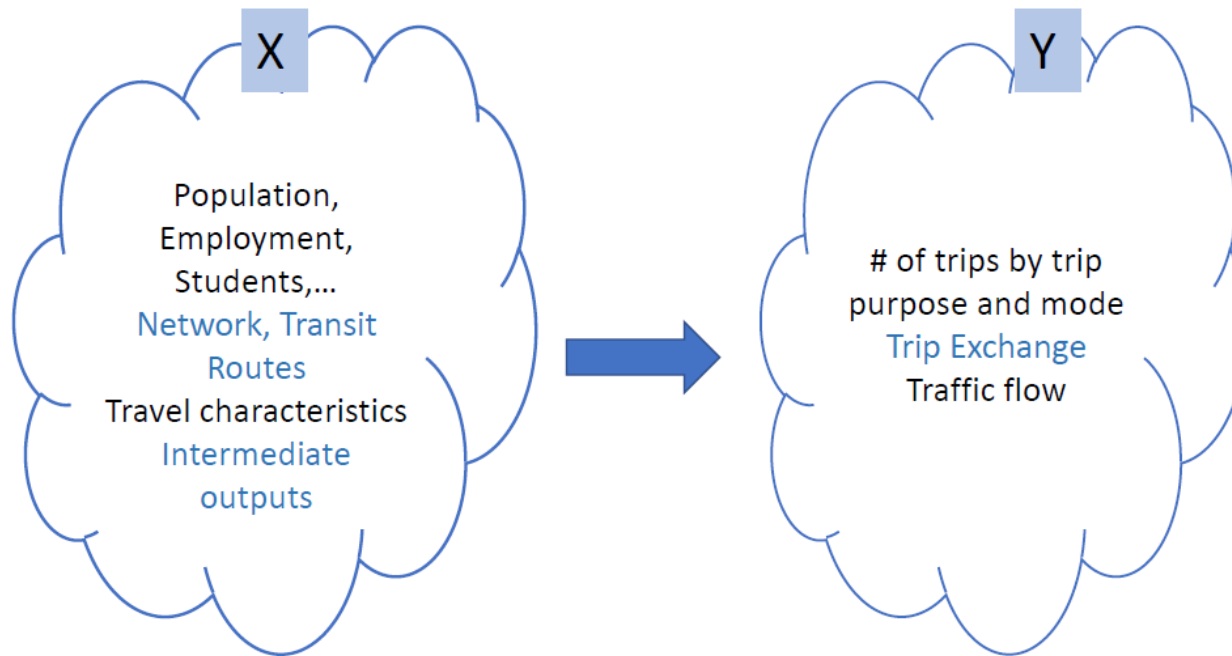 X
Population,
Employment,
Students,...
Network, Transit
Routes
Travel characteristics
Intermediate
outputs
Y
# of trips by trip
purpose and mode
Trip Exchange
Traffic flow